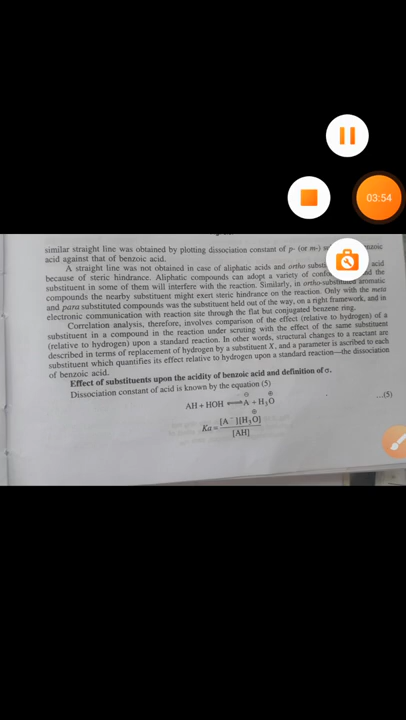 03:54
similar straight line was obtained by plotting dissociation constant of p- (or m-)
acid against that of benzoic acid.
A straight line was not obtained in case of aliphatic acids and ortho acid
because of steric hindrance. Aliphatic compounds can adopt a variety of the
substituent in some of them will interfere with the reaction. Similarly, in ortho-substituted aromatic
compounds the nearby substituent might exert steric hindrance on the reaction. Only with the meta
and para substituted compounds was the substituent held out of the way, on a right framework, and in
electronic communication with reaction site through the flat but conjugated benzene ring.
Correlation analysis, therefore, involves comparison of the effect (relative to hydrogen) of a
substituent in a compound in the reaction under scruting with the effect of the same substituent
(relative to hydrogen) upon a standard reaction. In other words, structural changes to a reactant are
described in terms of replacement of hydrogen by a substituent X, and a parameter is ascribed to each
substituent which quantifies its effect relative to hydrogen upon a standard reaction—the dissociation
of benzoic acid.
Effect of substituents upon the acidity of benzoic acid and definition of σ.
Dissociation constant of acid is known by the equation (5)
AH + HOH ⇌ A⊖ + H₃O⊕ ...(5)
Ka = [A⁻][H₃O⊕] / [AH]